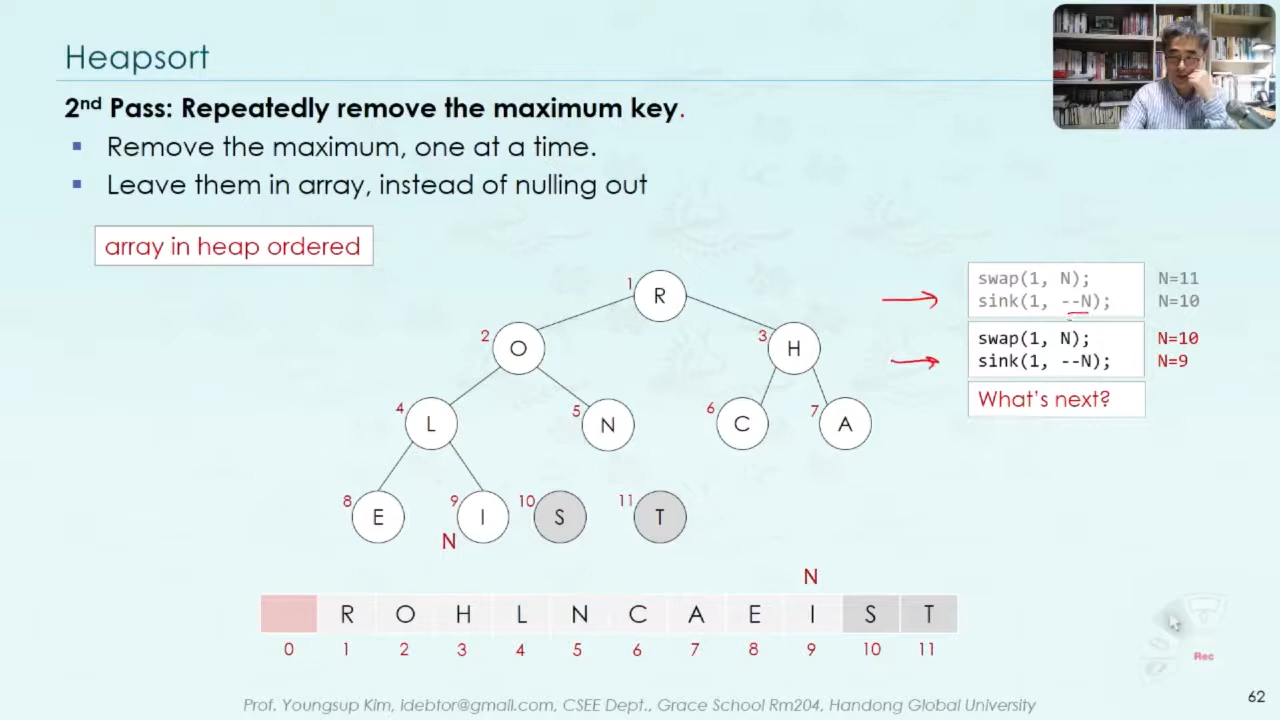 Heapsort
2nd Pass: Repeatedly remove the maximum key.
Remove the maximum, one at a time.
Leave them in array, instead of nulling out
array in heap ordered
swap(1, N); N=11
sink(1, --N); N=10
swap(1, N); N=10
sink(1, --N); N=9
What's next?
1 R
2 O 3 H
4 L 5 N 6 C 7 A
8 E 9 I 10 S 11 T
N
N
R O H L N C A E I S T
0 1 2 3 4 5 6 7 8 9 10 11
Rec
Prof. Youngsup Kim, idebtor@gmail.com, CSEE Dept., Grace School Rm204, Handong Global University
62